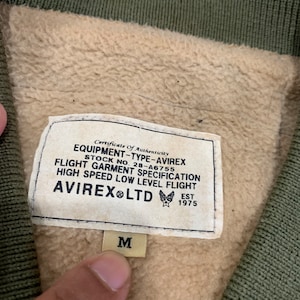 Certificate Of Authenticity
EQUIPMENT-TYPE-AVIREX
STOCK NO. 28-A6755
FLIGHT GARMENT SPECIFICATION
HIGH SPEED LOW LEVEL FLIGHT
AVIREX LTD EST 1975
M